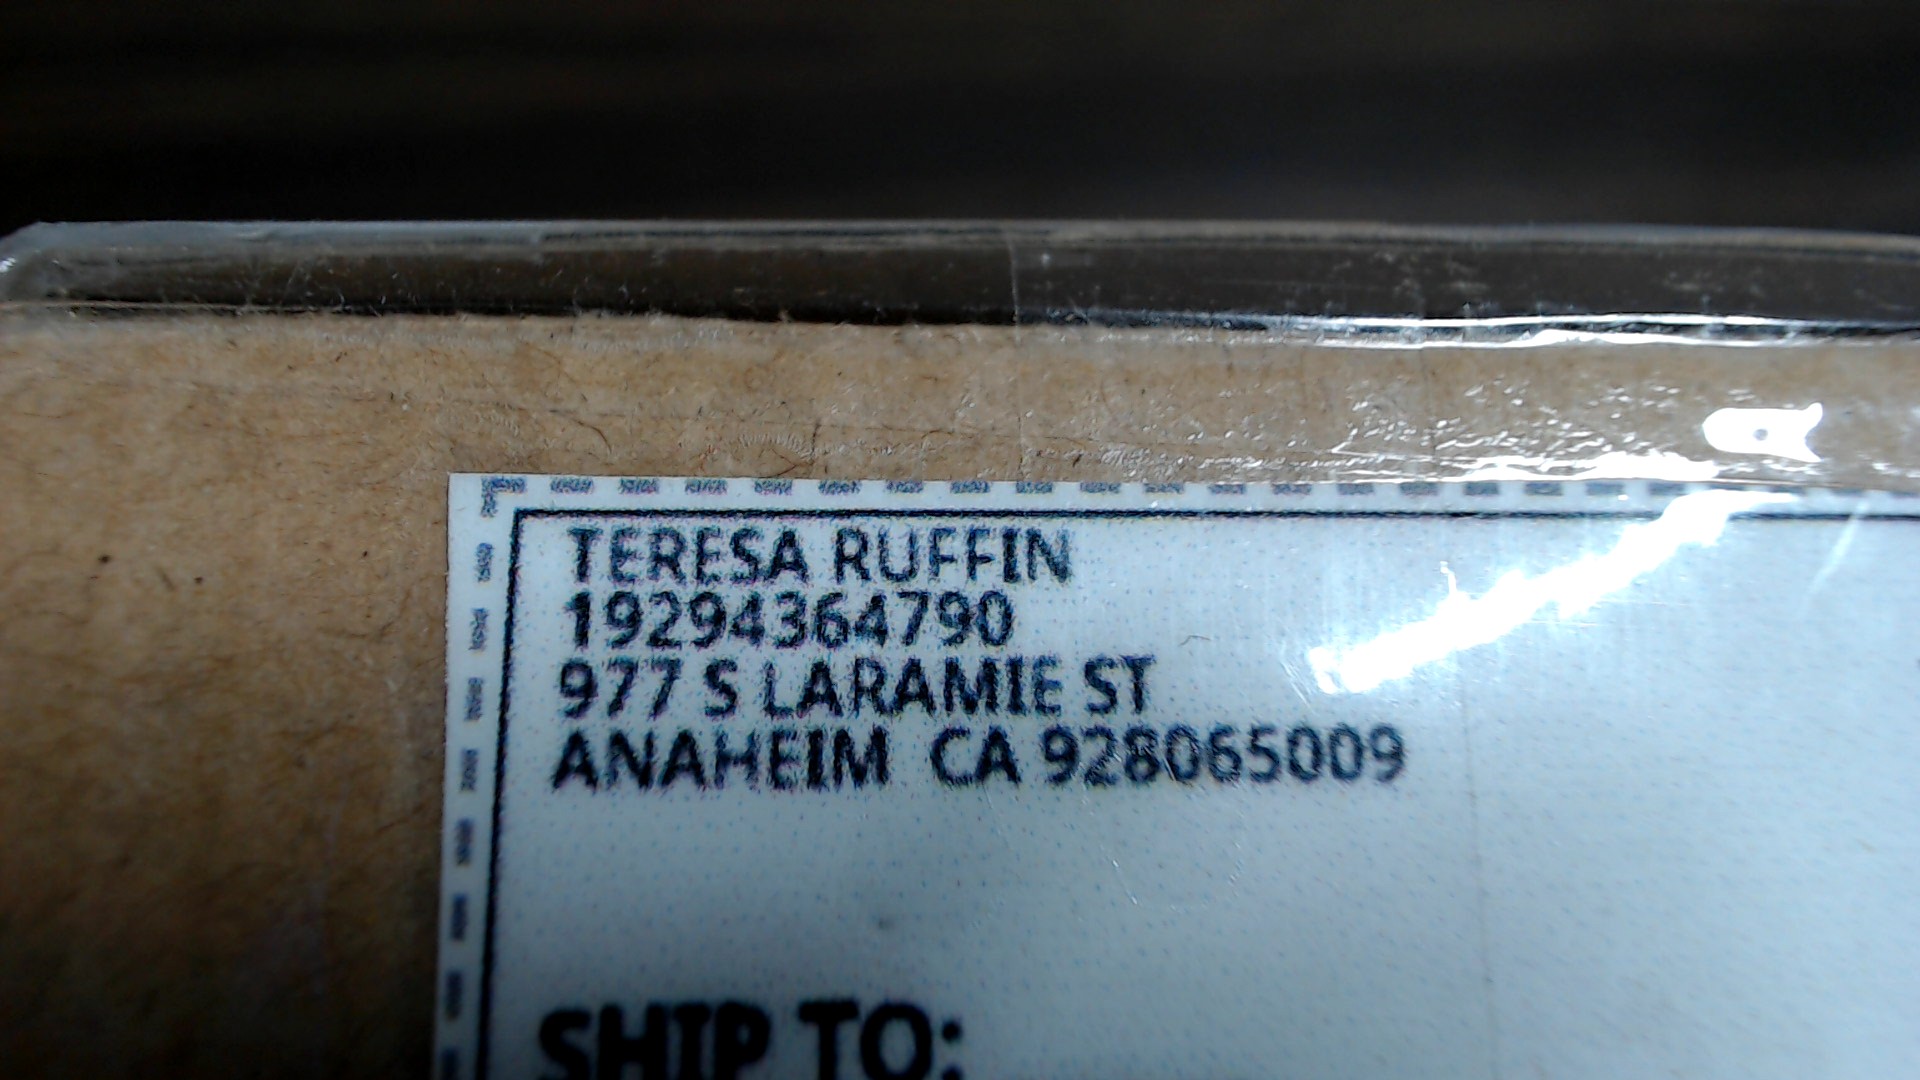 TERESA RUFFIN
19294364790
977 S LARAMIE ST
ANAHEIM  CA 928065009
SHIP TO: